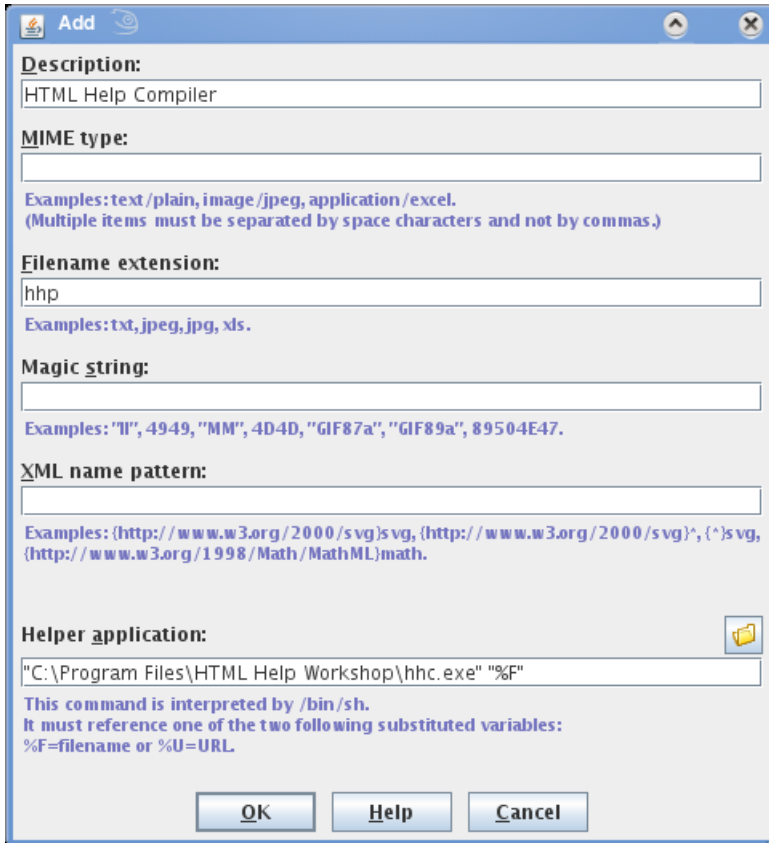 Add
Description:
HTML Help Compiler
MIME type:
Examples: text/plain, image/jpeg, application/excel.
(Multiple items must be separated by space characters and not by commas.)
Filename extension:
hhp
Examples: txt, jpeg, jpg, xls.
Magic string:
Examples: "II", 4949, "MM", 4D4D, "GIF87a", "GIF89a", 89504E47.
XML name pattern:
Examples: {http://www.w3.org/2000/svg}svg, {http://www.w3.org/2000/svg}*, {*}svg,
{http://www.w3.org/1998/Math/MathML}math.
Helper application:
"C:\Program Files\HTML Help Workshop\hhc.exe" "%F"
This command is interpreted by /bin/sh.
It must reference one of the two following substituted variables:
%F=filename or %U=URL.
OK Help Cancel